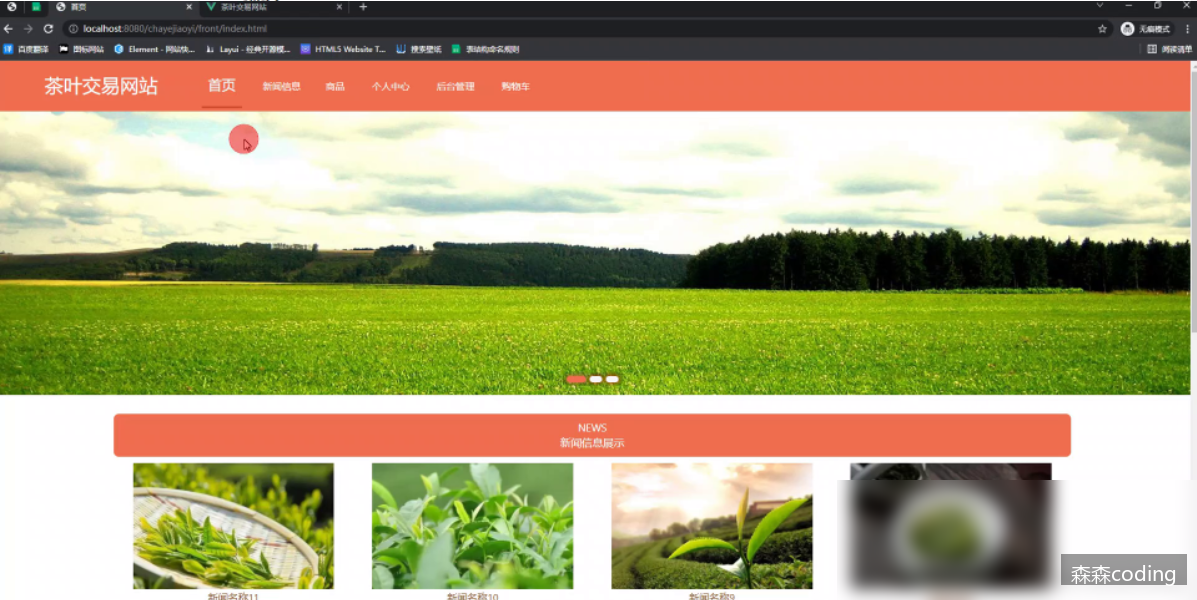 首页
茶叶交易网站
localhost:8080/chayejiaoyi/front/index.html
无痕模式
百度翻译
图标网站
Element - 网站快...
Layui - 经典开源模...
HTML5 Website T...
搜索壁纸
表结构命名规则
阅读清单
茶叶交易网站
首页
新闻信息
商品
个人中心
后台管理
购物车
NEWS
新闻信息展示
新闻名称11
新闻名称10
新闻名称9
森森coding